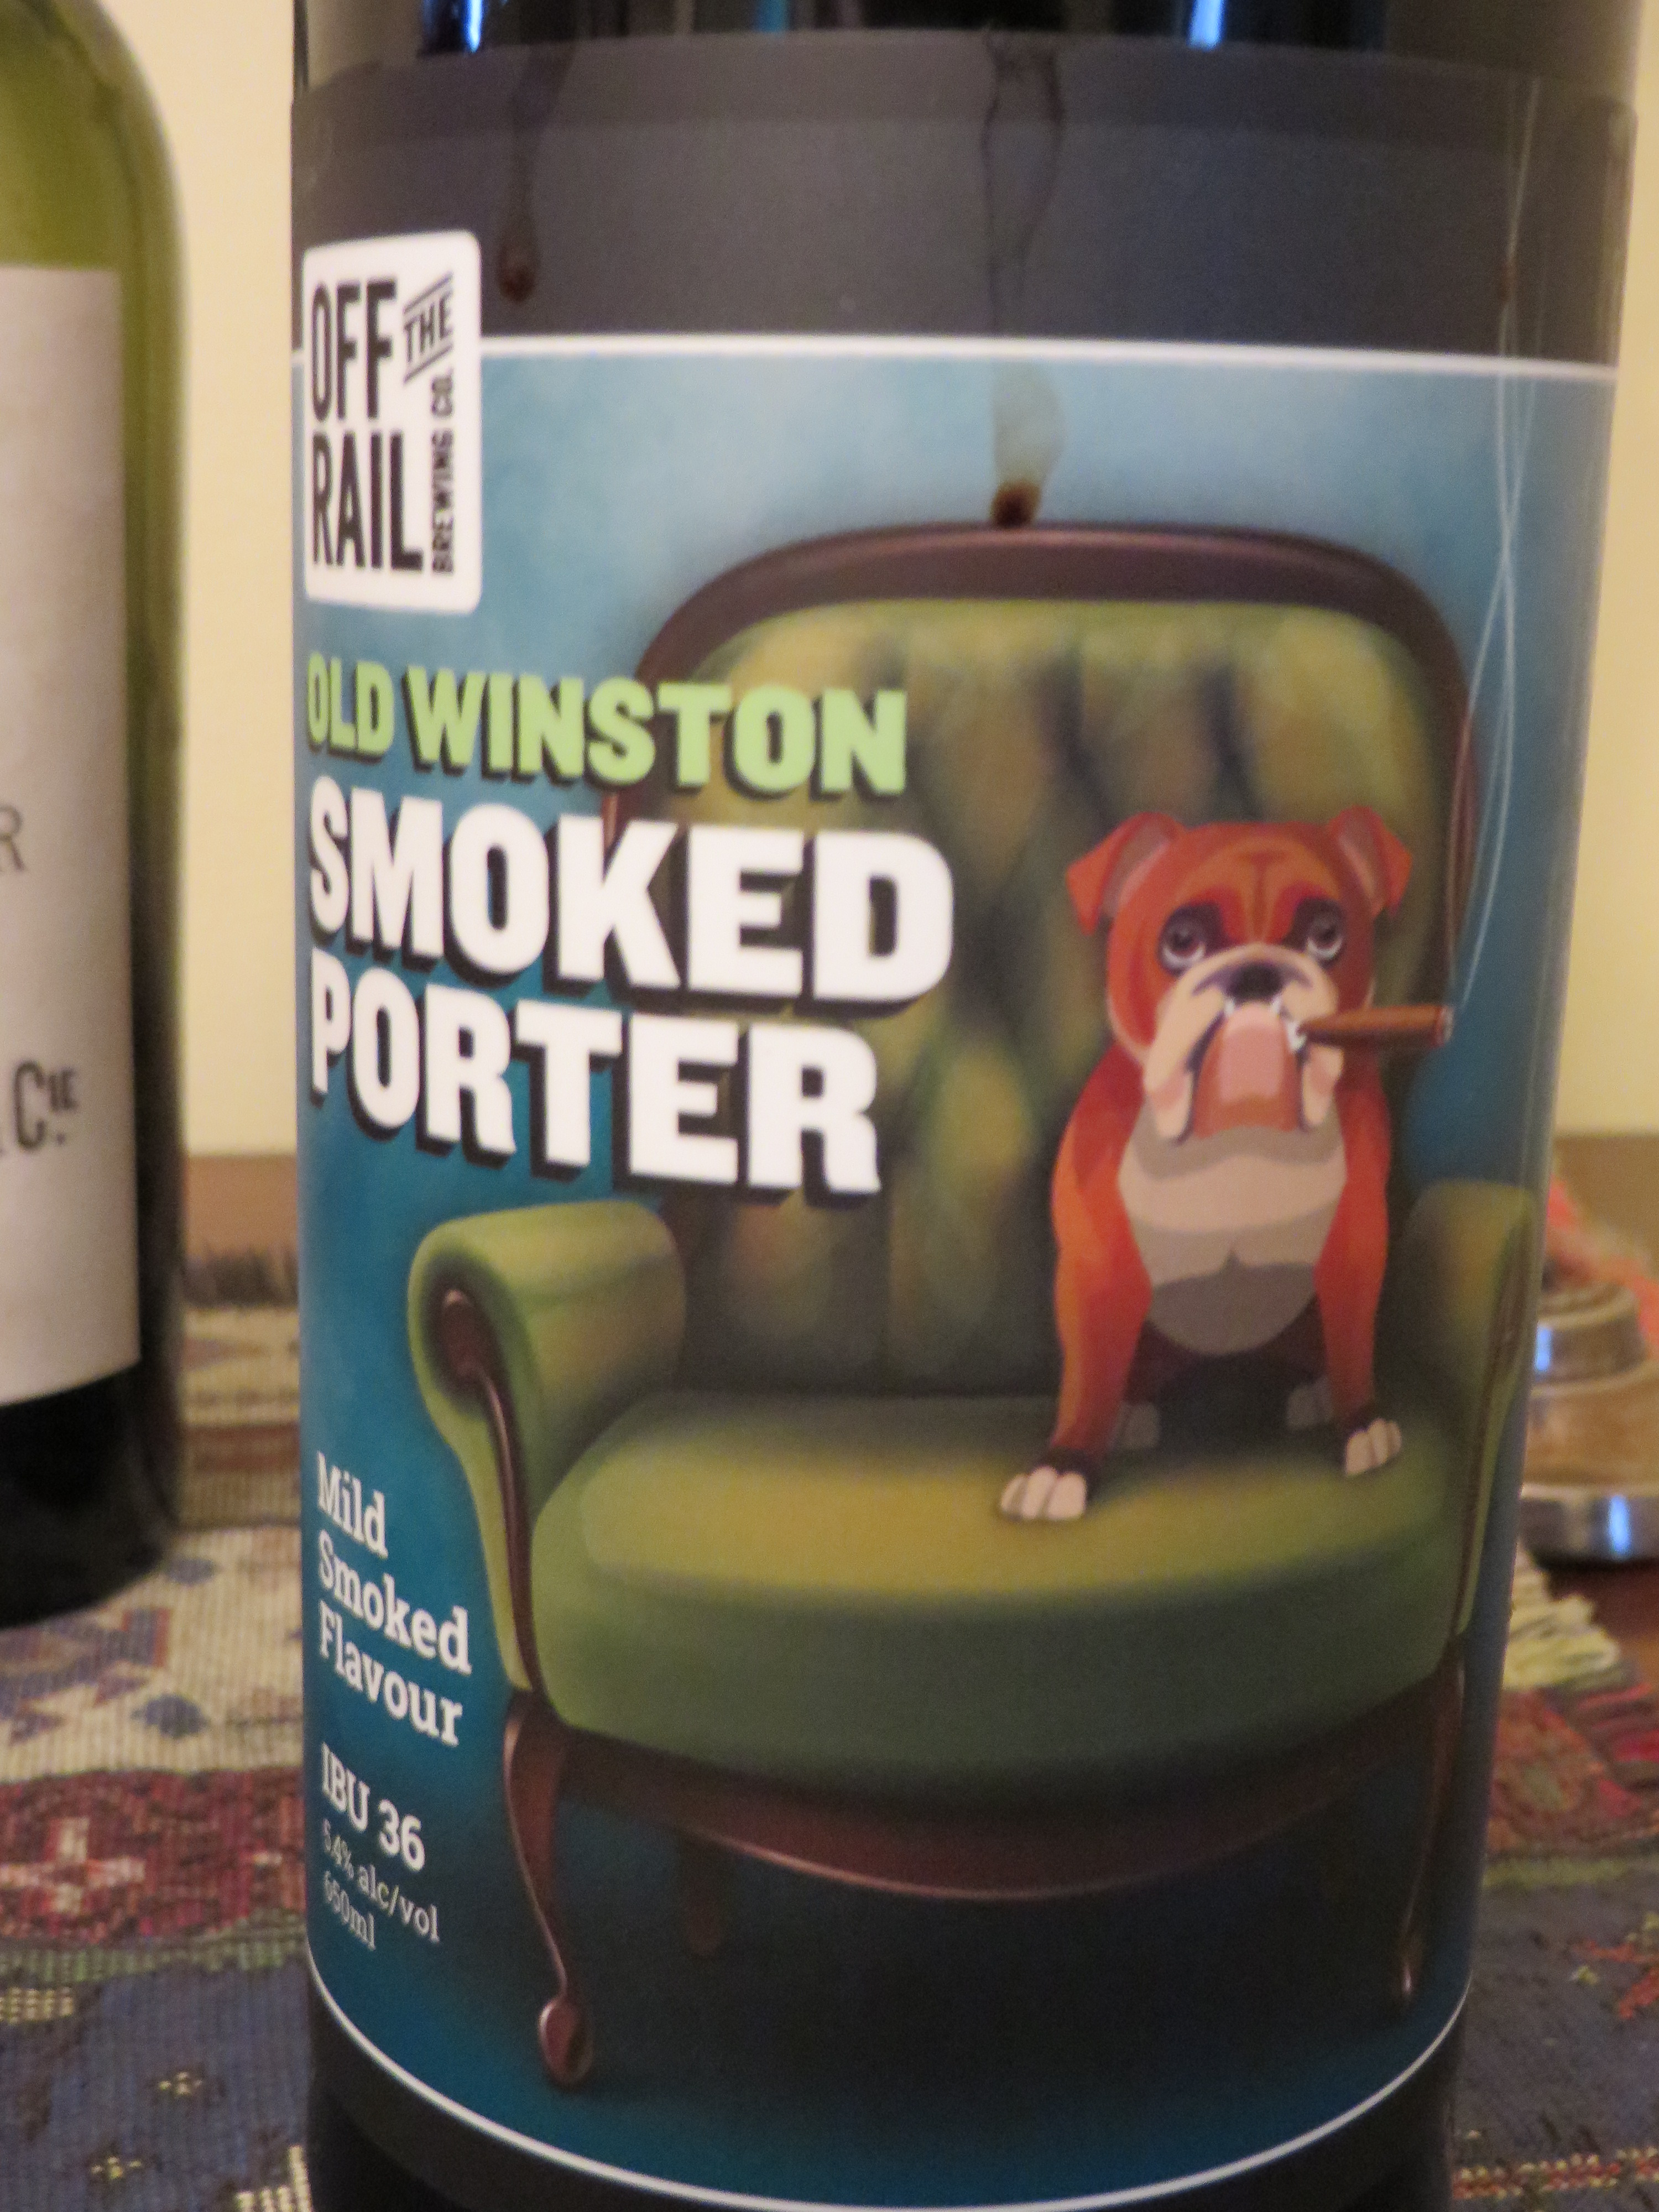 OFF
THE
RAIL
BREWING CO.
OLD WINSTON
SMOKED
PORTER
Mild
Smoked
Flavour
IBU 36
5.4% alc/vol
650ml
R
Cie